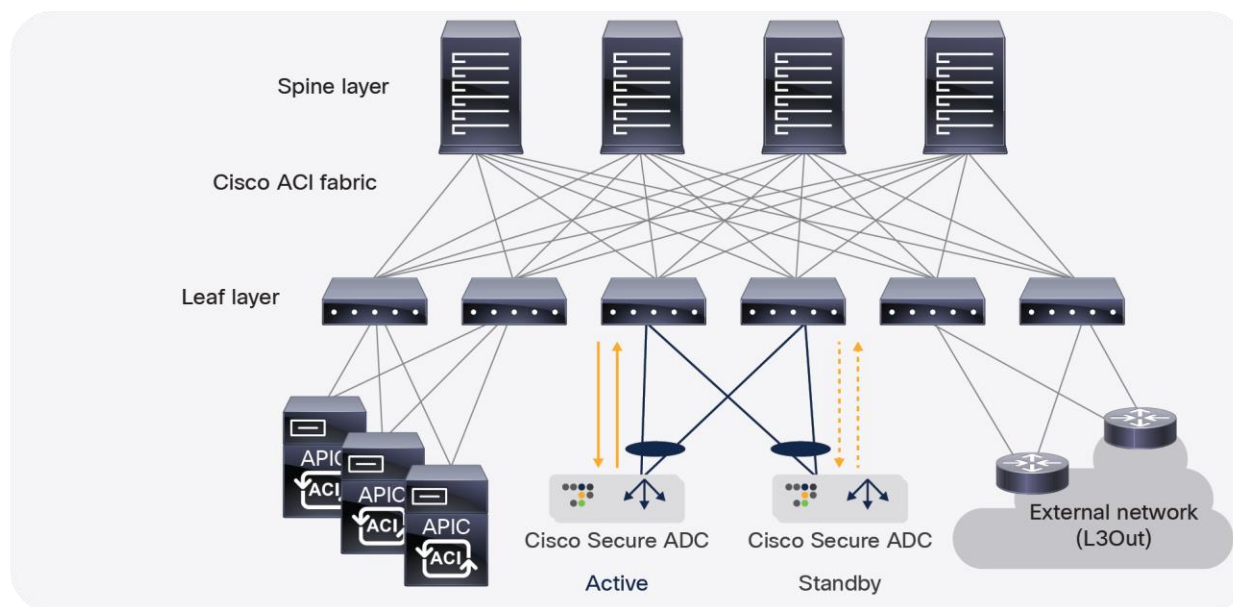 Spine layer
Cisco ACI fabric
Leaf layer
APIC
ACI
APIC
ACI
APIC
ACI
Cisco Secure ADC
Active
Cisco Secure ADC
Standby
External network
(L3Out)